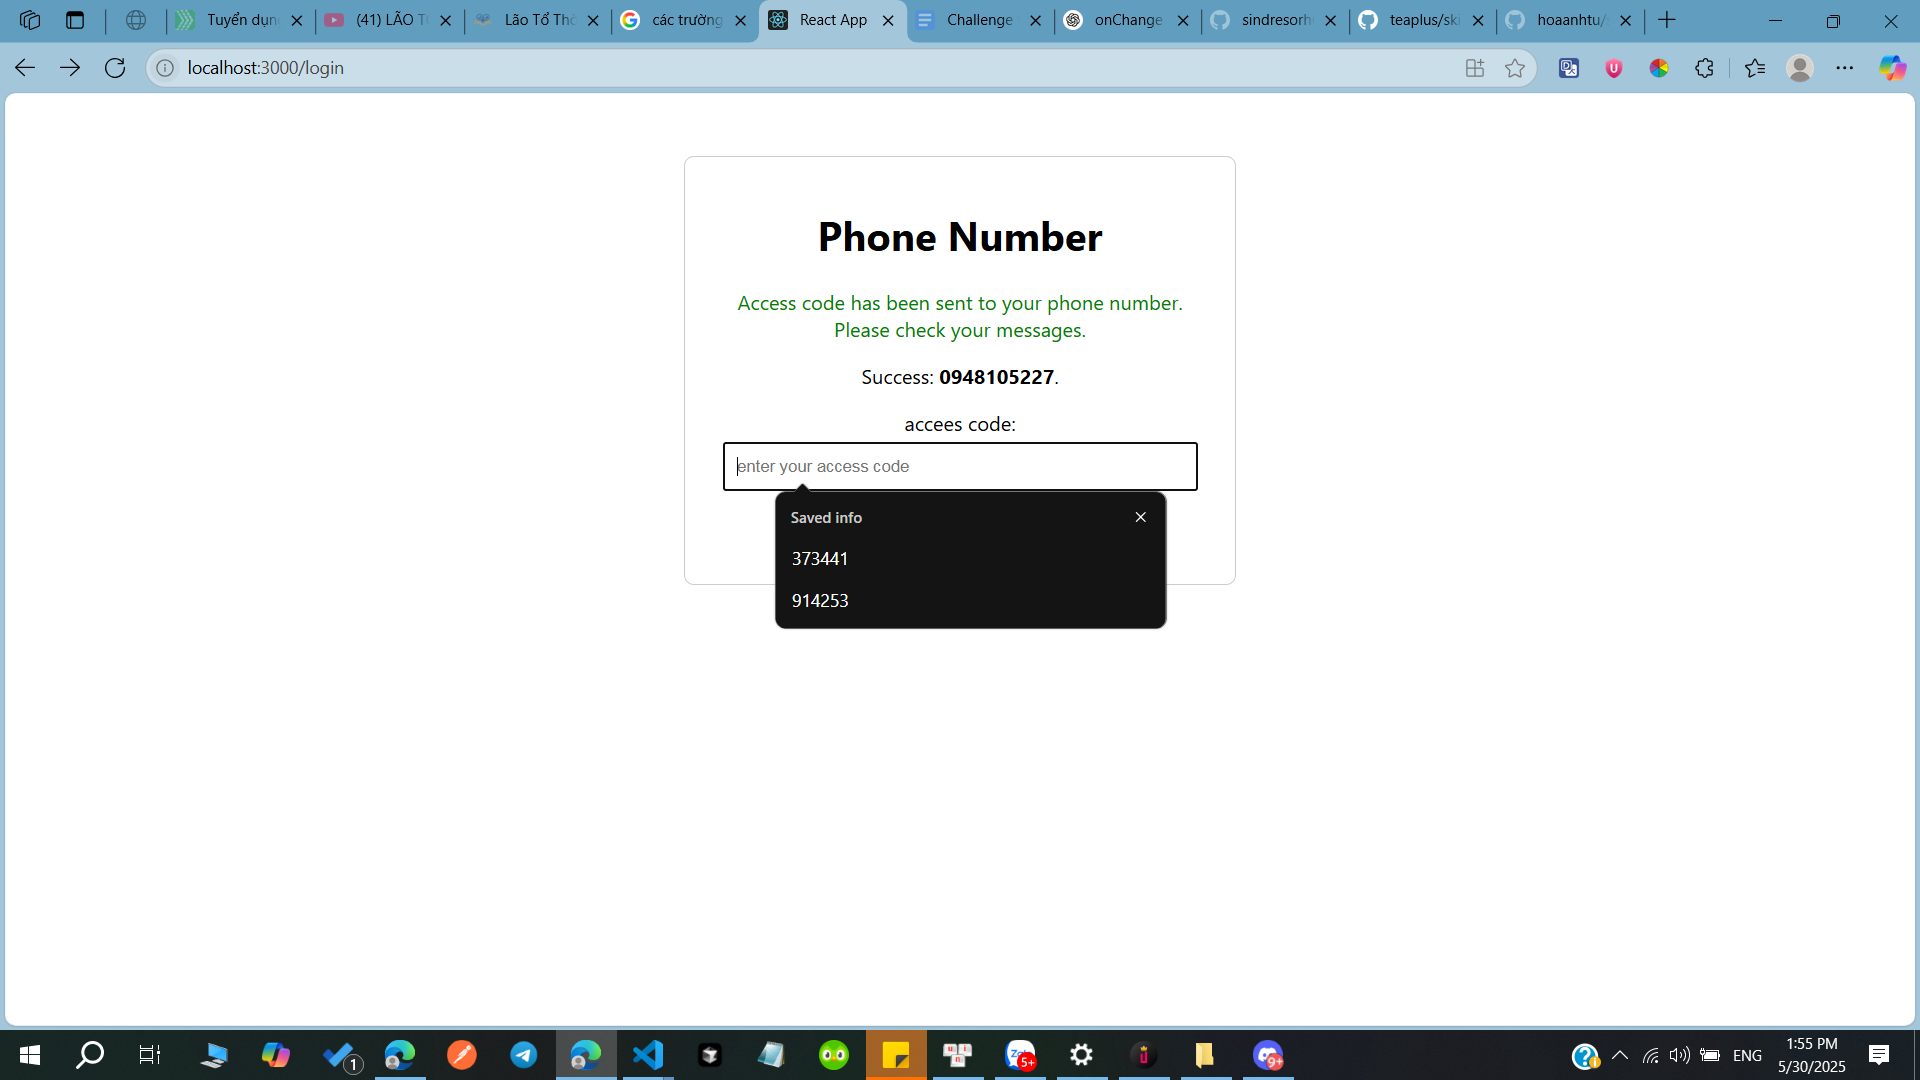 Tuyển dụn
(41) LÃO T
Lão Tổ Th
các trường
React App
Challenge
onChange
sindresorh
teaplus/ski
hoaanhtu/
localhost:3000/login
Phone Number
Access code has been sent to your phone number.
Please check your messages.
Success: 0948105227.
accees code:
enter your access code
Saved info
373441
914253
1
5+
9+
ENG
1:55 PM
5/30/2025